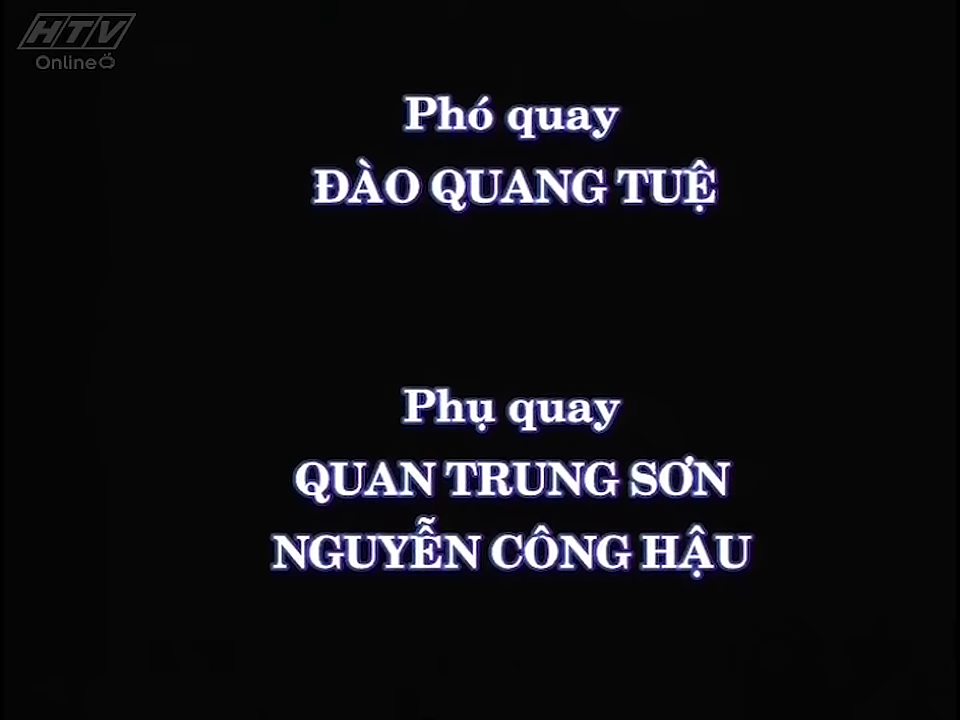 HTV
Online
Phó quay
ĐÀO QUANG TUỆ
Phụ quay
QUAN TRUNG SƠN
NGUYỄN CÔNG HẬU